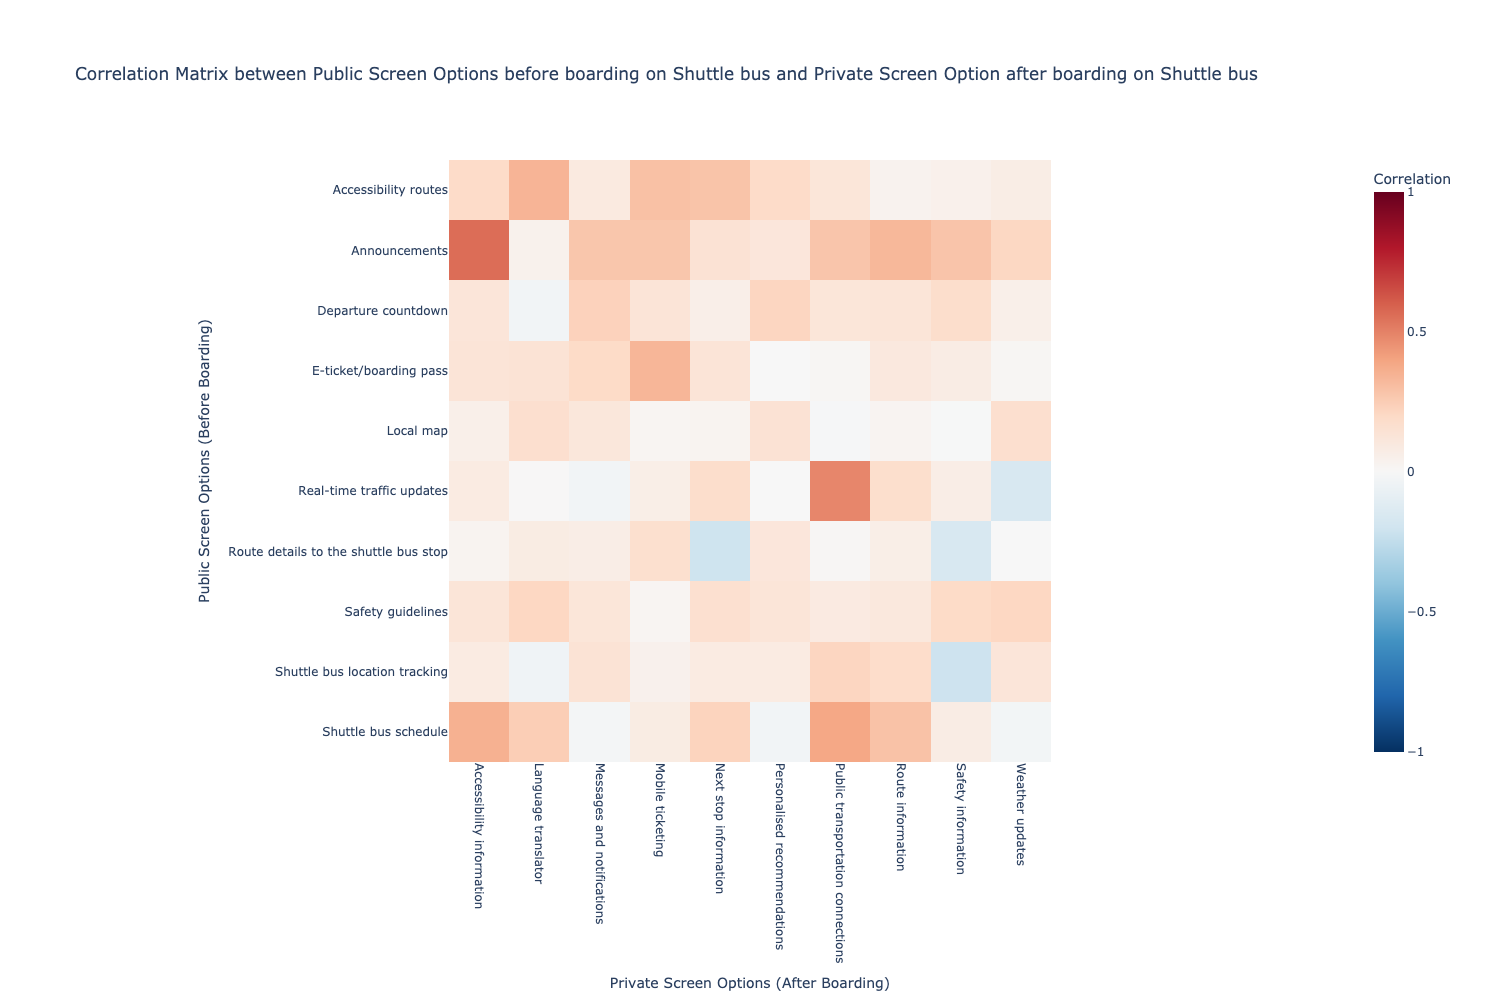 Correlation Matrix between Public Screen Options before boarding on Shuttle bus and Private Screen Option after boarding on Shuttle bus
Public Screen Options (Before Boarding)
Accessibility routes
Announcements
Departure countdown
E-ticket/boarding pass
Local map
Real-time traffic updates
Route details to the shuttle bus stop
Safety guidelines
Shuttle bus location tracking
Shuttle bus schedule
Accessibility information
Language translator
Messages and notifications
Mobile ticketing
Next stop information
Personalised recommendations
Public transportation connections
Route information
Safety information
Weather updates
Private Screen Options (After Boarding)
Correlation
1
0.5
0
−0.5
−1